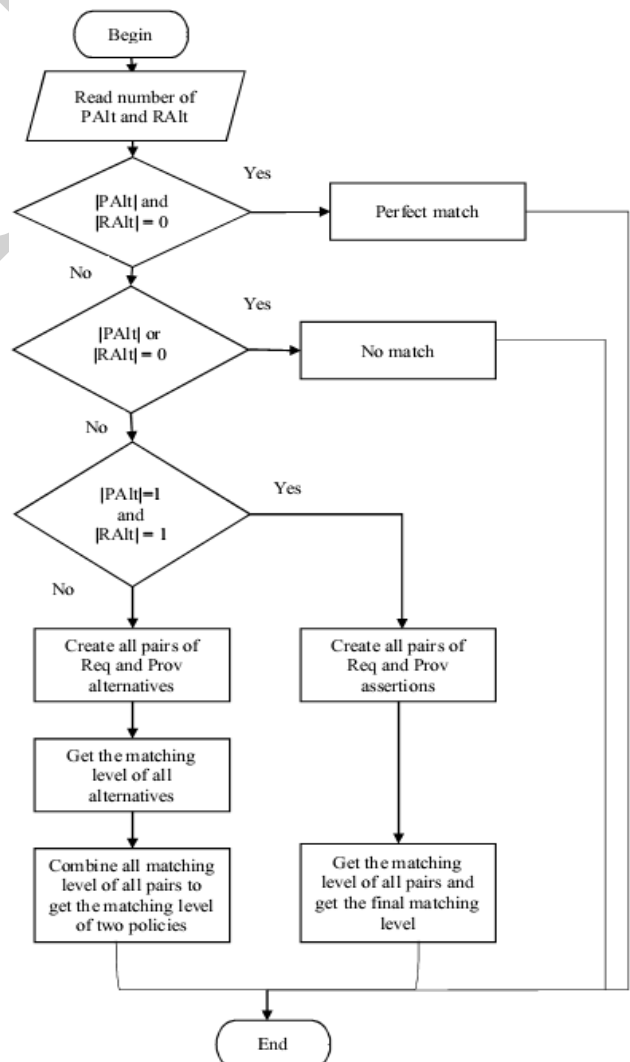 Begin
Read number of
PAlt and RAlt
Yes
|PAlt| and
|RAlt| = 0
Perfect match
No
Yes
|PAlt| or
|RAlt| = 0
No match
No
|PAlt|=1
and
|RAlt| = 1
Yes
No
Create all pairs of
Req and Prov
alternatives
Create all pairs of
Req and Prov
assertions
Get the matching
level of all
alternatives
Combine all matching
level of all pairs to
get the matching level
of two policies
Get the matching
level of all pairs and
get the final matching
level
End